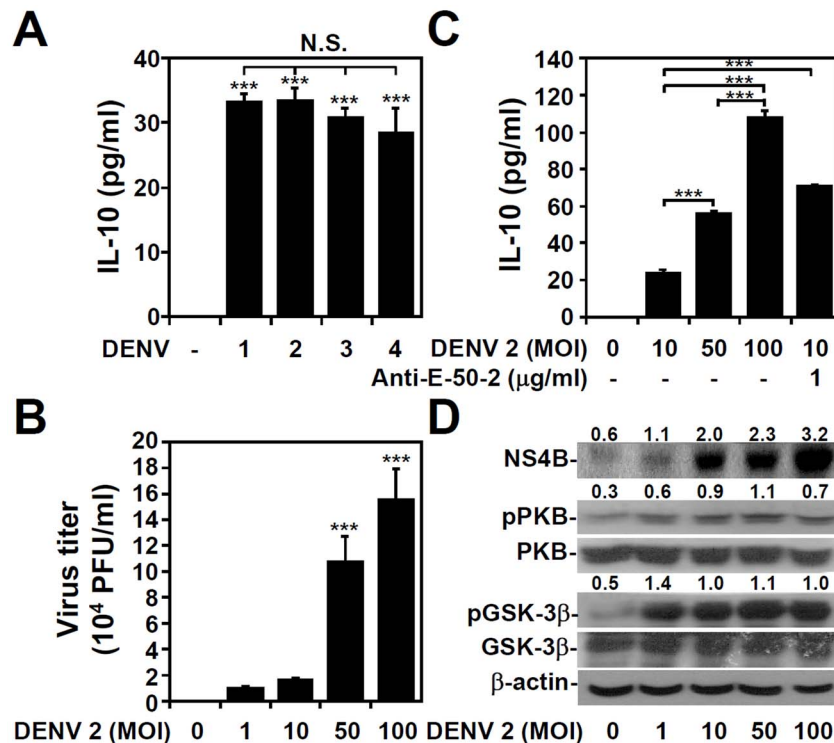 A
N.S.
*** *** *** ***
40
30
20
10
0
IL-10 (pg/ml)
DENV - 1 2 3 4
B
20
18
16
14
12
10
8
6
4
2
0
Virus titer
(10⁴ PFU/ml)
*** ***
DENV 2 (MOI) 0 1 10 50 100
C
***
***
***
***
140
120
100
80
60
40
20
0
IL-10 (pg/ml)
DENV 2 (MOI) 0 10 50 100 10
Anti-E-50-2 (μg/ml) - - - - 1
D
0.6 1.1 2.0 2.3 3.2
NS4B-
0.3 0.6 0.9 1.1 0.7
pPKB-
PKB-
0.5 1.4 1.0 1.1 1.0
pGSK-3β-
GSK-3β-
β-actin-
DENV 2 (MOI) 0 1 10 50 100